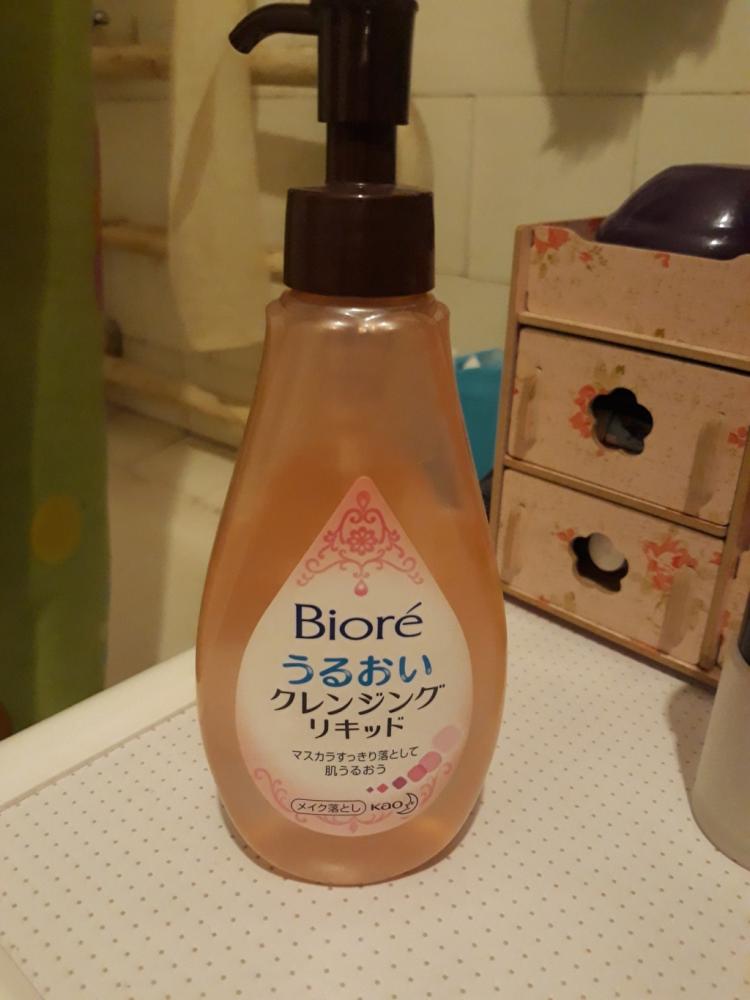 Bioré
うるおい
クレンジング
リキッド
マスカラすっきり落として
肌うるおう
メイク落とし Kao